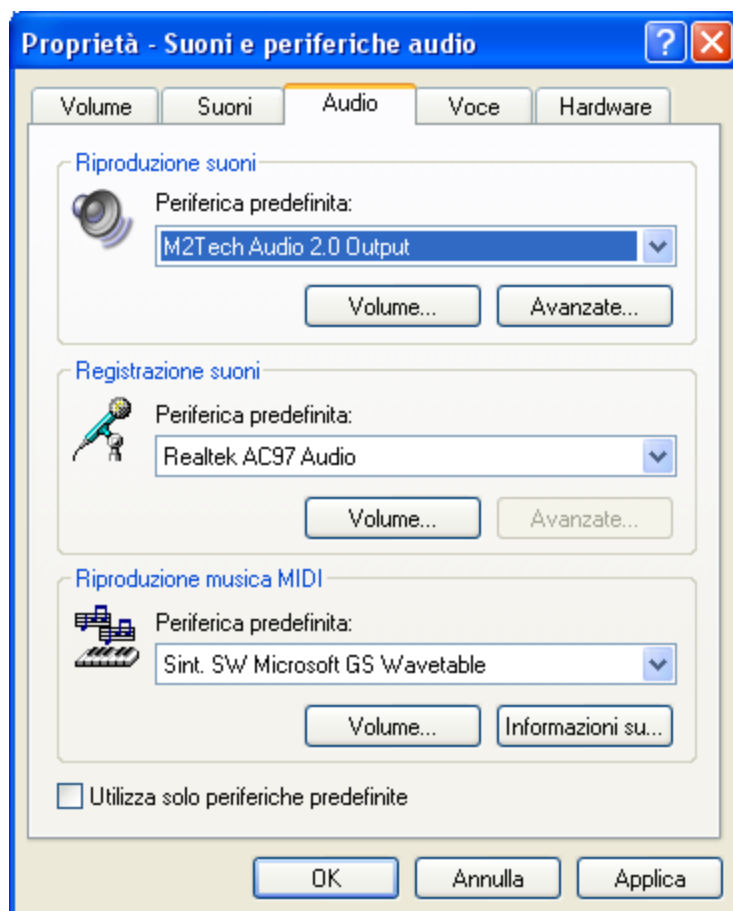 Proprietà - Suoni e periferiche audio
Volume Suoni Audio Voce Hardware
Riproduzione suoni
Periferica predefinita:
M2Tech Audio 2.0 Output
Volume... Avanzate...
Registrazione suoni
Periferica predefinita:
Realtek AC97 Audio
Volume... Avanzate...
Riproduzione musica MIDI
Periferica predefinita:
Sint. SW Microsoft GS Wavetable
Volume... Informazioni su...
Utilizza solo periferiche predefinite
OK Annulla Applica